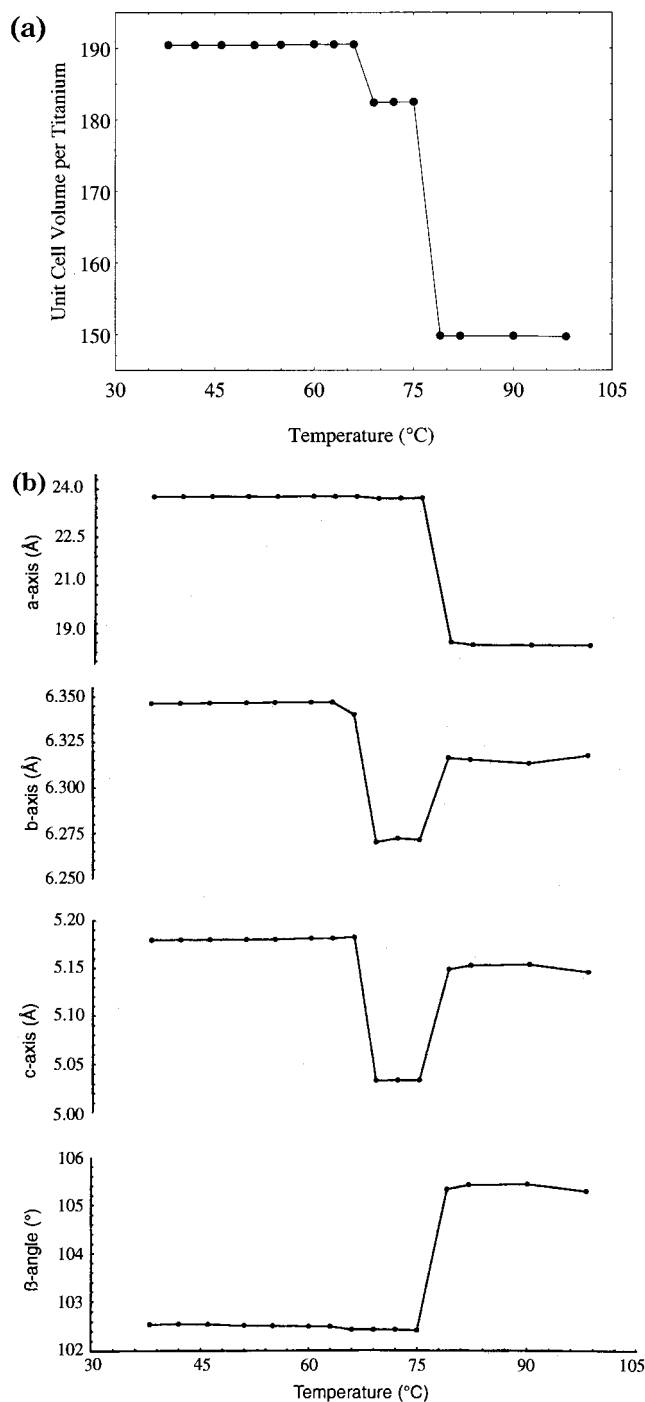 (a)
190
180
170
160
150
Unit Cell Volume per Titanium
30 45 60 75 90 105
Temperature (°C)
(b)
24.0
22.5
21.0
19.0
a-axis (Å)
6.350
6.325
6.300
6.275
6.250
b-axis (Å)
5.20
5.15
5.10
5.05
5.00
c-axis (Å)
106
105
104
103
102
ß-angle (°)
30 45 60 75 90 105
Temperature (°C)